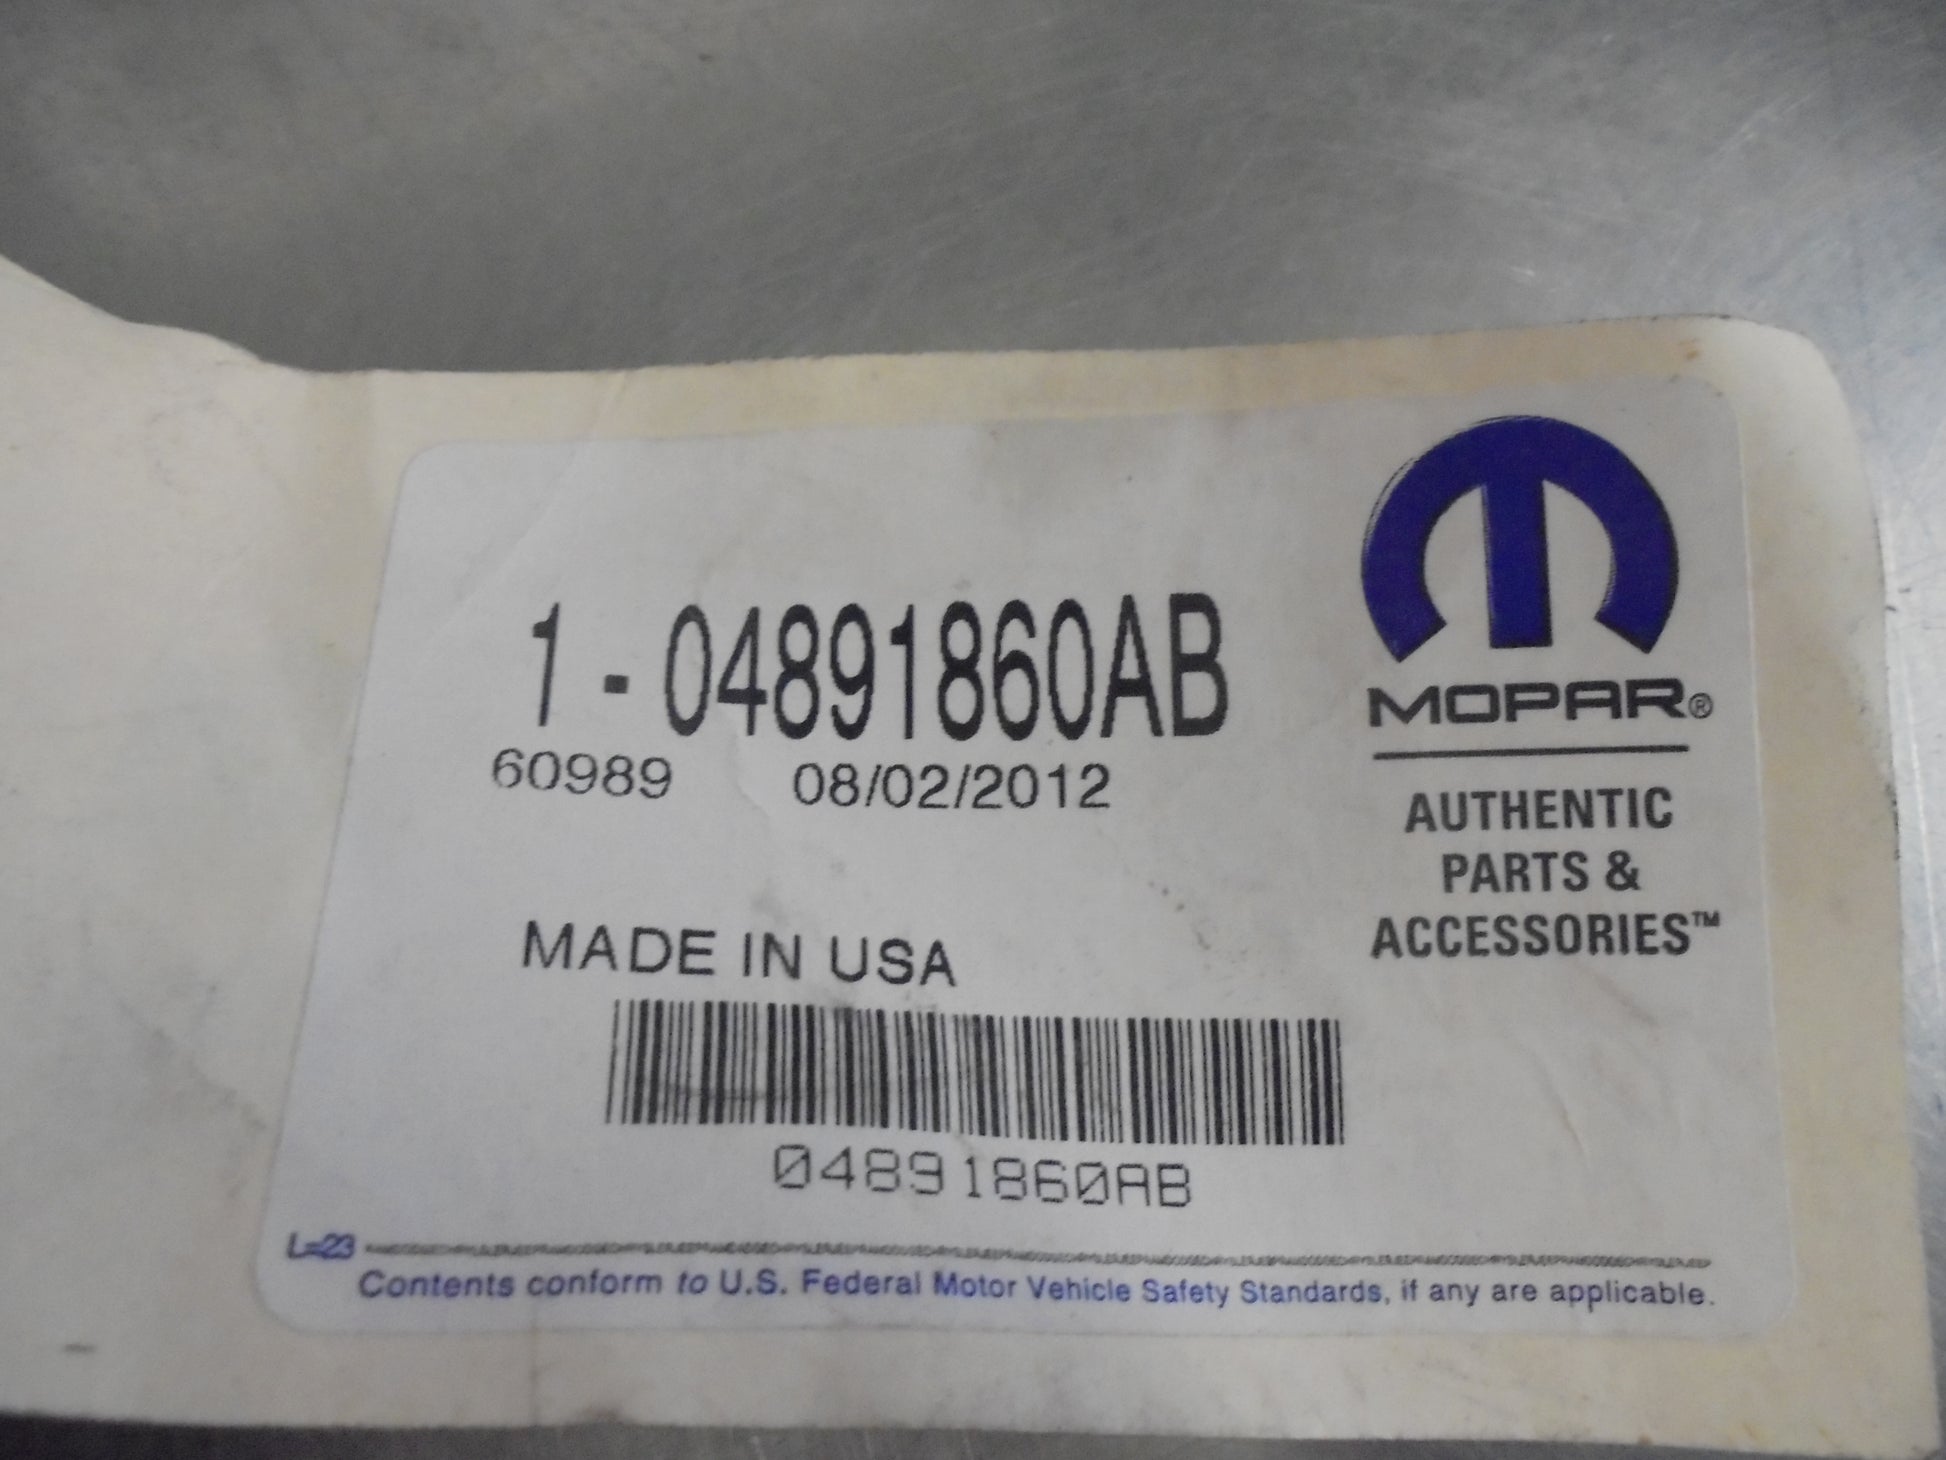 1 - 04891860AB
60989 08/02/2012
MADE IN USA
04891860AB
MOPAR®
AUTHENTIC
PARTS &
ACCESSORIES™
L=23
Contents conform to U.S. Federal Motor Vehicle Safety Standards, if any are applicable.